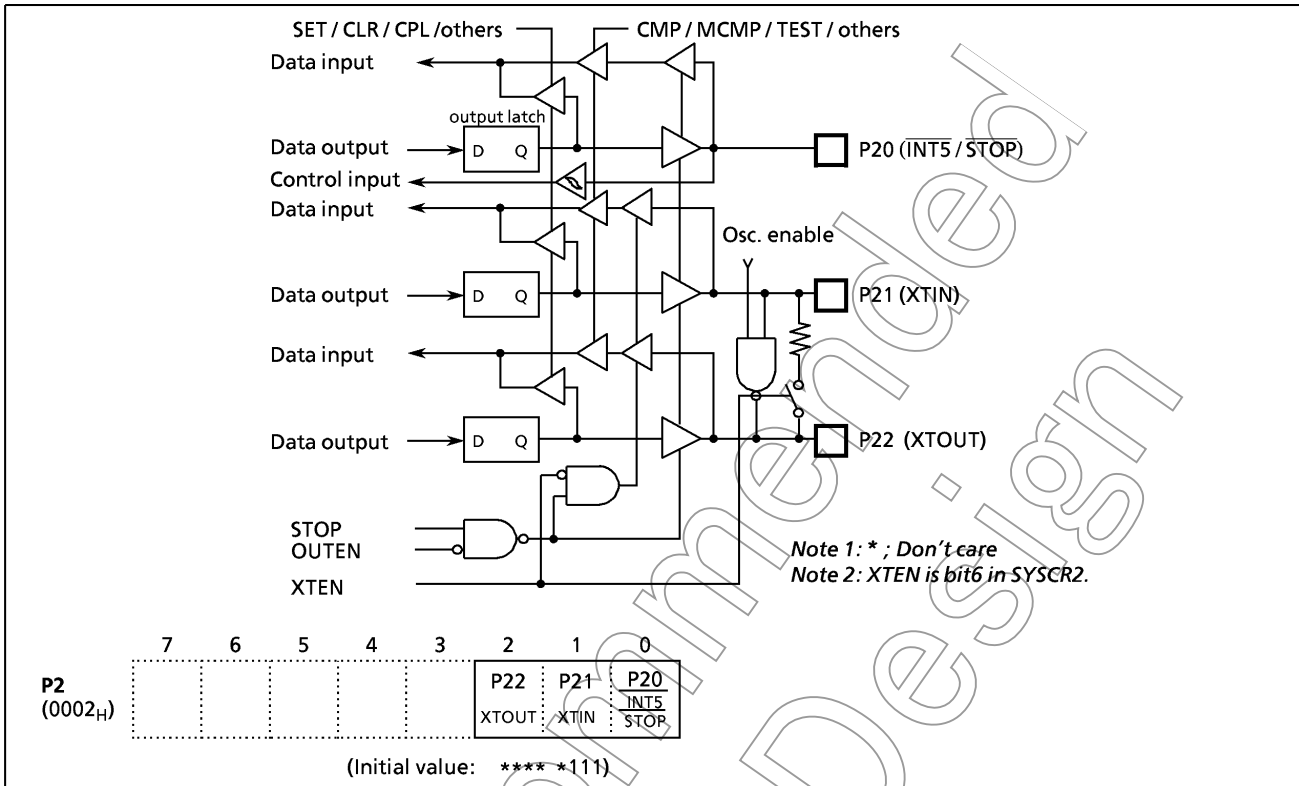 SET / CLR / CPL /others
CMP / MCMP / TEST / others
Data input
output latch
Data output
D Q
P20 (INT5 / STOP)
Control input
Data input
Osc. enable
Data output
D Q
P21 (XTIN)
Data input
Data output
D Q
P22 (XTOUT)
STOP
OUTEN
XTEN
Note 1: * ; Don't care
Note 2: XTEN is bit6 in SYSCR2.
7 6 5 4 3 2 1 0
P2
(0002H)
P22 P21 P20
XTOUT XTIN INT5
STOP
(Initial value: **** *111)
ommended
Design